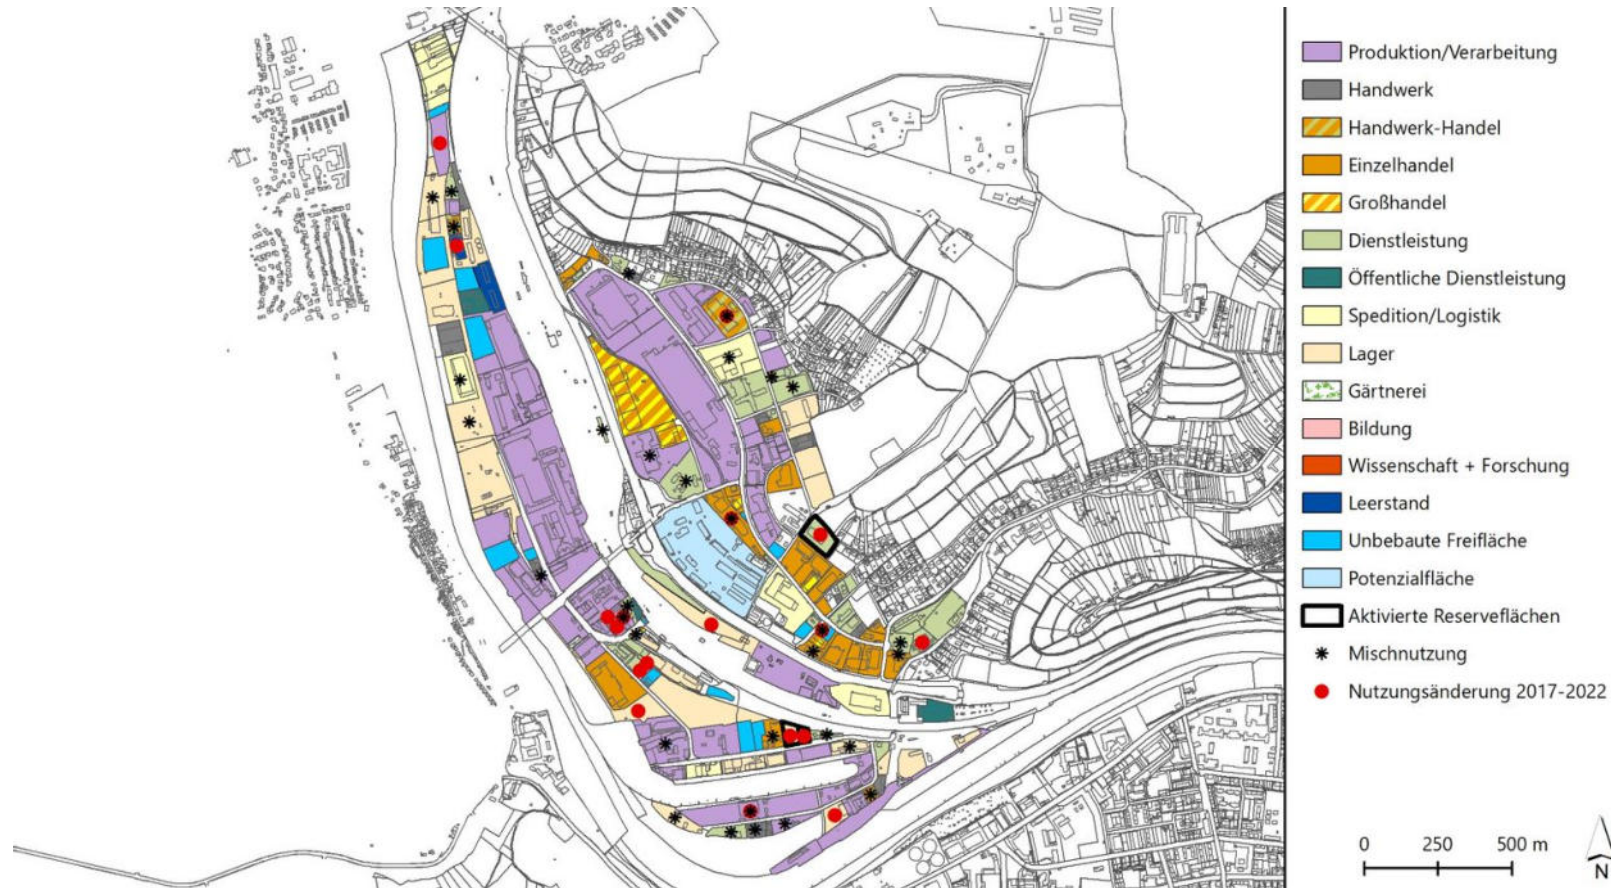 Produktion/Verarbeitung
Handwerk
Handwerk-Handel
Einzelhandel
Großhandel
Dienstleistung
Öffentliche Dienstleistung
Spedition/Logistik
Lager
Gärtnerei
Bildung
Wissenschaft + Forschung
Leerstand
Unbebaute Freifläche
Potenzialfläche
Aktivierte Reserveflächen
Mischnutzung
Nutzungsänderung 2017-2022
0 250 500 m
N